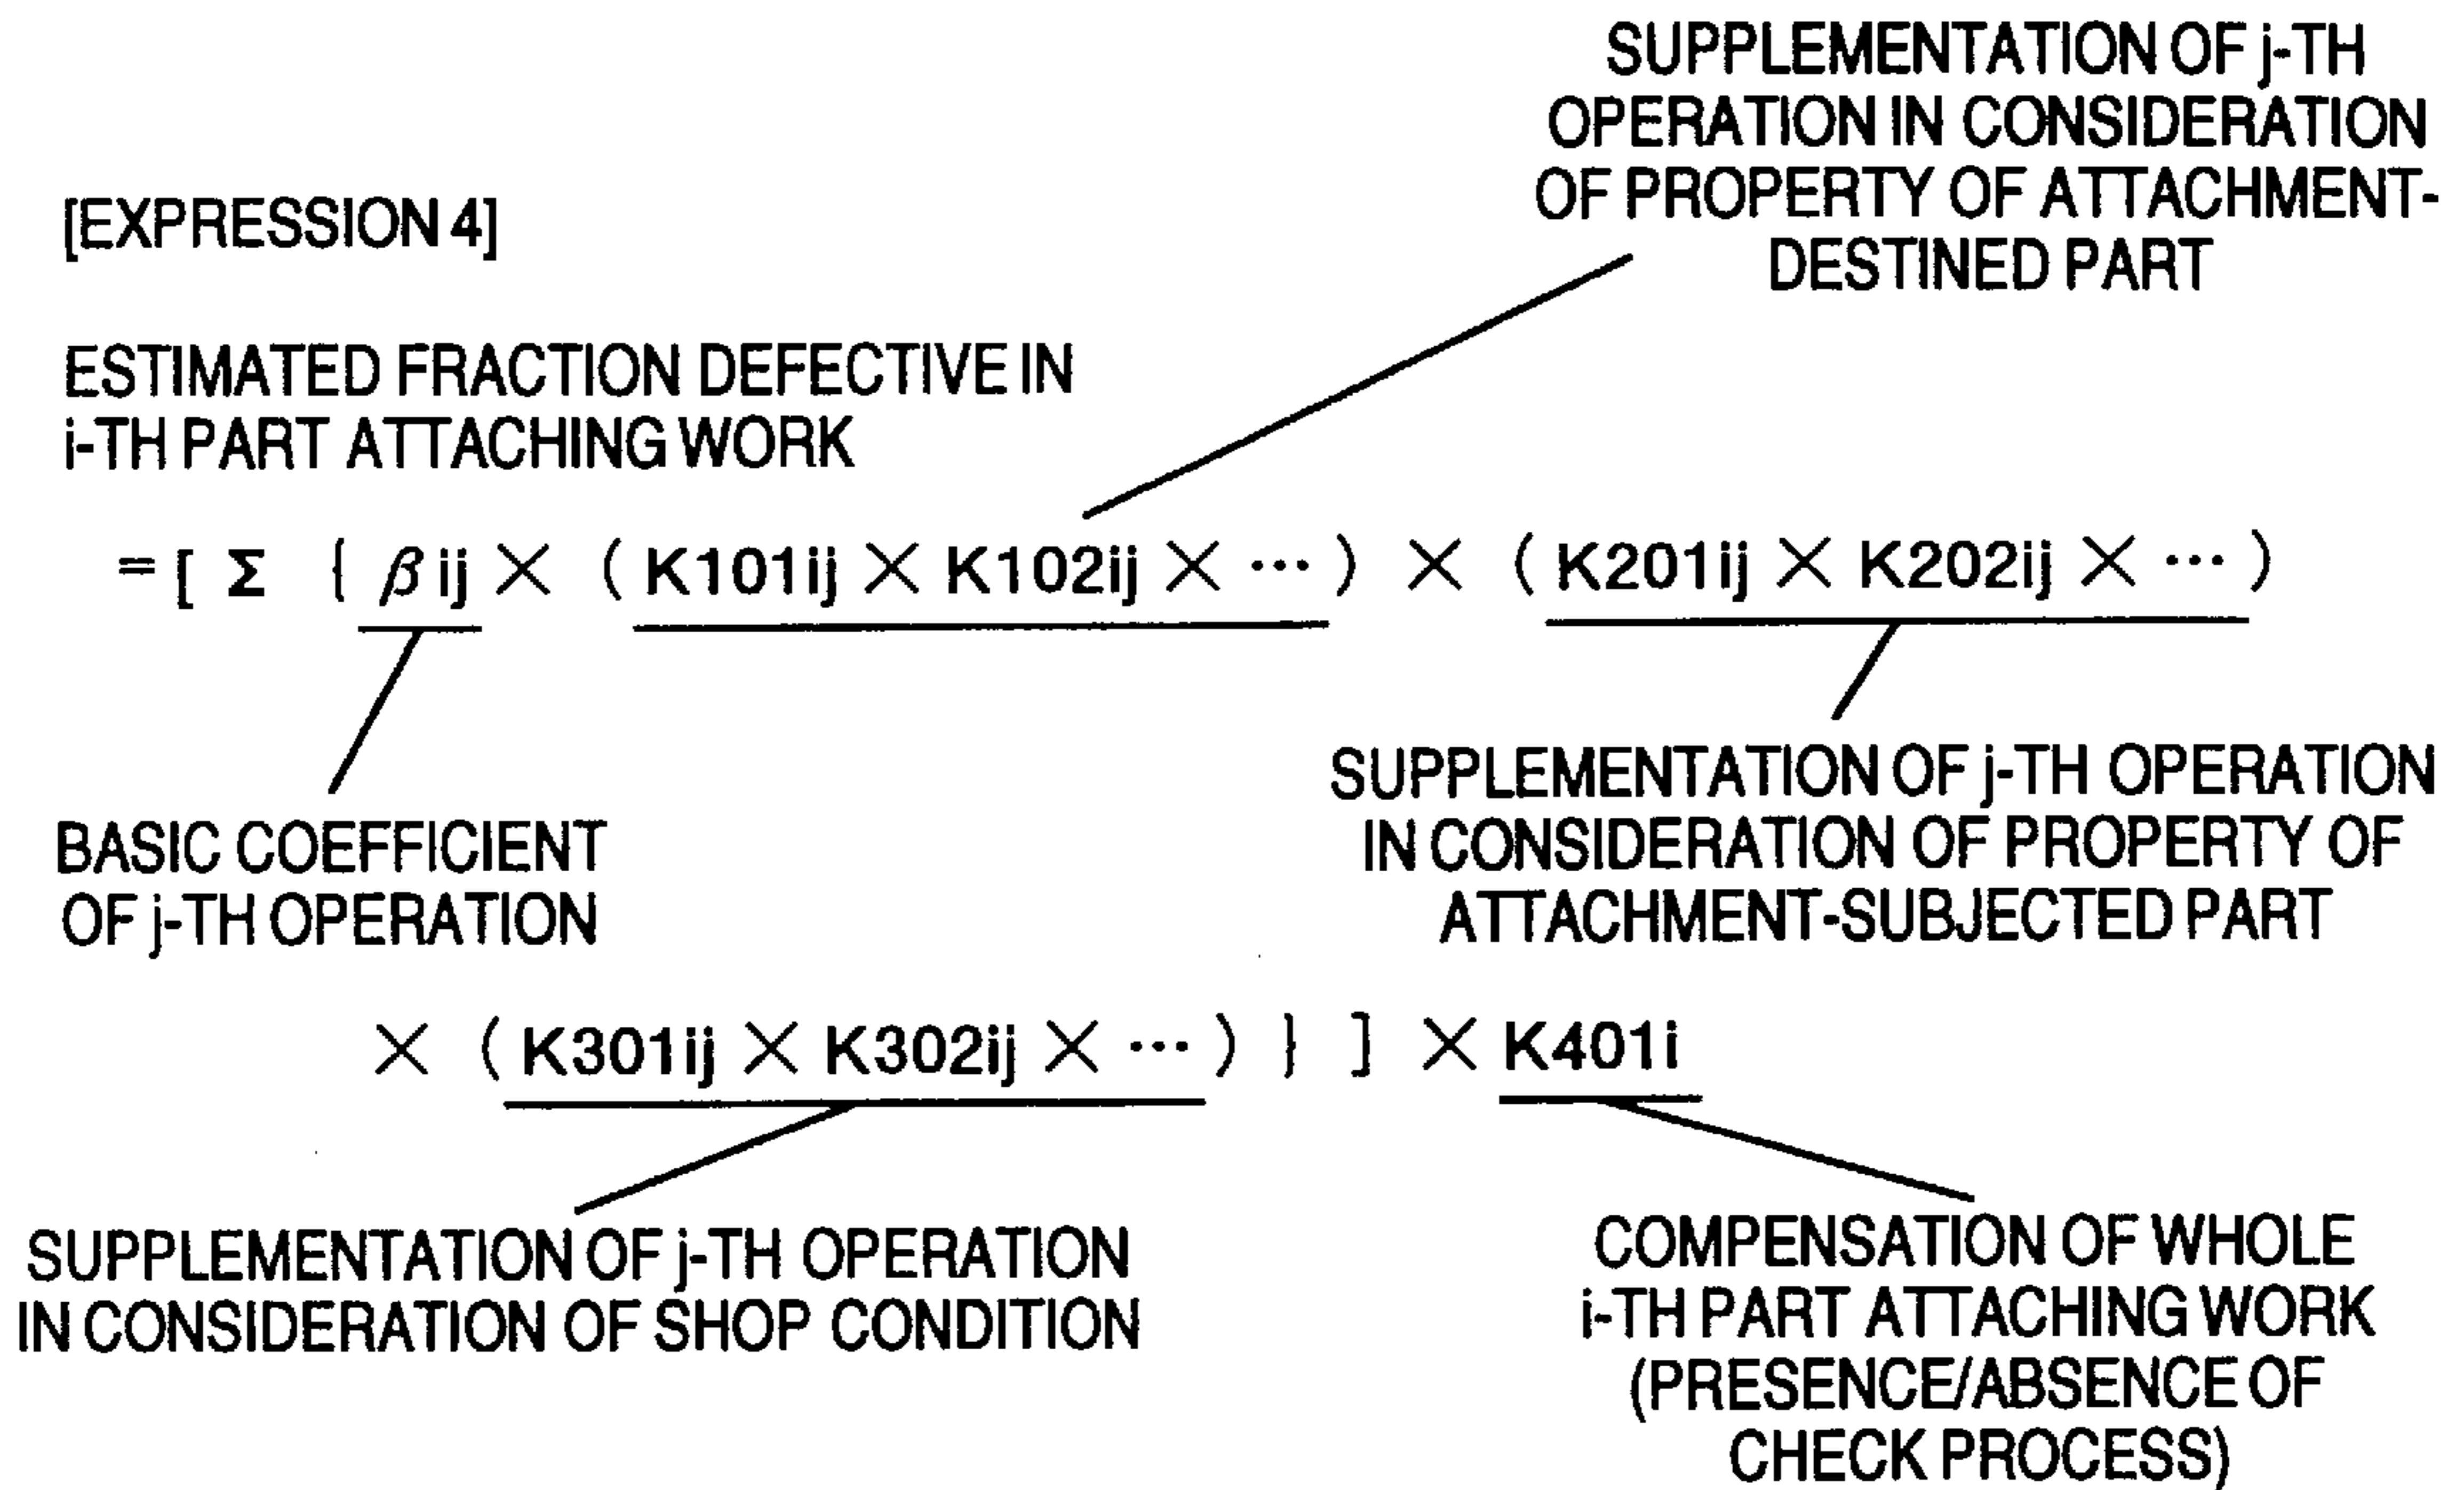 SUPPLEMENTATION OF j-TH
OPERATION IN CONSIDERATION
OF PROPERTY OF ATTACHMENT-
DESTINED PART
[EXPRESSION 4]
ESTIMATED FRACTION DEFECTIVE IN
i-TH PART ATTACHING WORK
= [ Σ { βij × ( K101ij × K102ij × ··· ) × ( K201ij × K202ij × ··· )
BASIC COEFFICIENT
OF j-TH OPERATION
SUPPLEMENTATION OF j-TH OPERATION
IN CONSIDERATION OF PROPERTY OF
ATTACHMENT-SUBJECTED PART
× ( K301ij × K302ij × ··· ) } ] × K401i
SUPPLEMENTATION OF j-TH OPERATION
IN CONSIDERATION OF SHOP CONDITION
COMPENSATION OF WHOLE
i-TH PART ATTACHING WORK
(PRESENCE/ABSENCE OF
CHECK PROCESS)